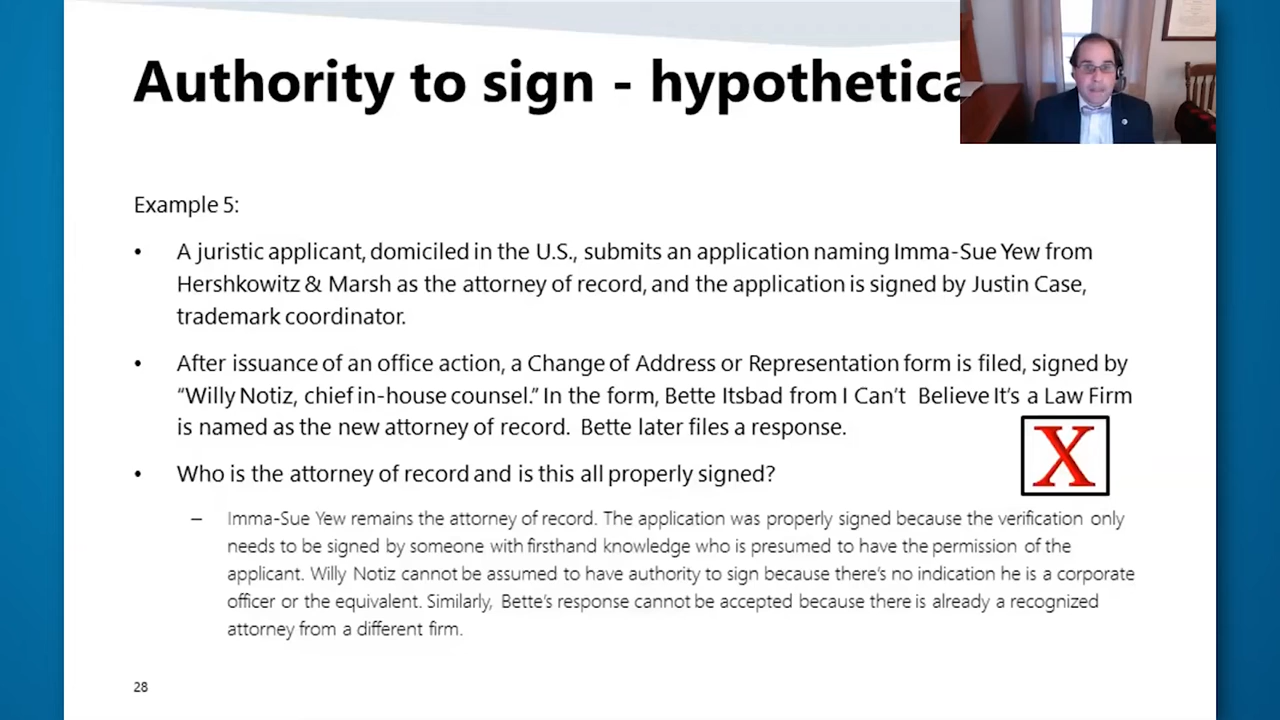 Authority to sign - hypothetica
Example 5:
• A juristic applicant, domiciled in the U.S., submits an application naming Imma-Sue Yew from
Hershkowitz & Marsh as the attorney of record, and the application is signed by Justin Case,
trademark coordinator.
• After issuance of an office action, a Change of Address or Representation form is filed, signed by
“Willy Notiz, chief in-house counsel.” In the form, Bette Itsbad from I Can’t Believe It’s a Law Firm
is named as the new attorney of record. Bette later files a response.
• Who is the attorney of record and is this all properly signed?
X
– Imma-Sue Yew remains the attorney of record. The application was properly signed because the verification only
needs to be signed by someone with firsthand knowledge who is presumed to have the permission of the
applicant. Willy Notiz cannot be assumed to have authority to sign because there’s no indication he is a corporate
officer or the equivalent. Similarly, Bette’s response cannot be accepted because there is already a recognized
attorney from a different firm.
28